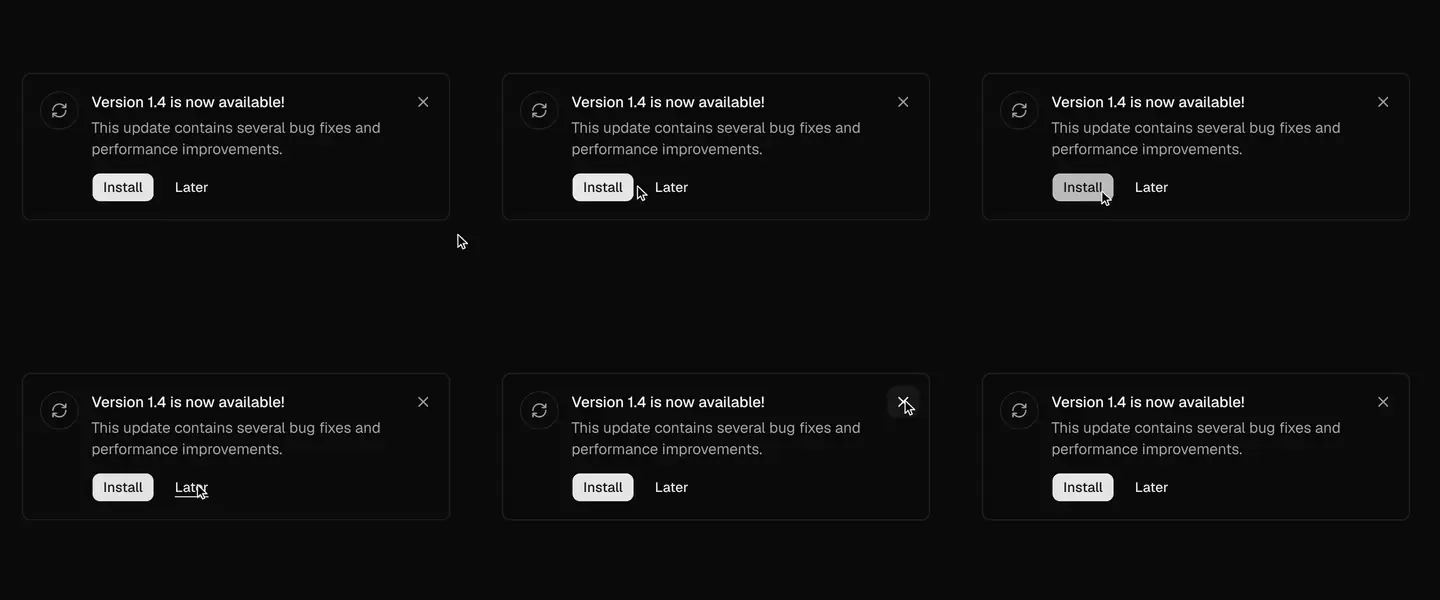 Version 1.4 is now available!
This update contains several bug fixes and
performance improvements.
Install Later
Version 1.4 is now available!
This update contains several bug fixes and
performance improvements.
Install Later
Version 1.4 is now available!
This update contains several bug fixes and
performance improvements.
Install Later
Version 1.4 is now available!
This update contains several bug fixes and
performance improvements.
Install Later
Version 1.4 is now available!
This update contains several bug fixes and
performance improvements.
Install Later
Version 1.4 is now available!
This update contains several bug fixes and
performance improvements.
Install Later